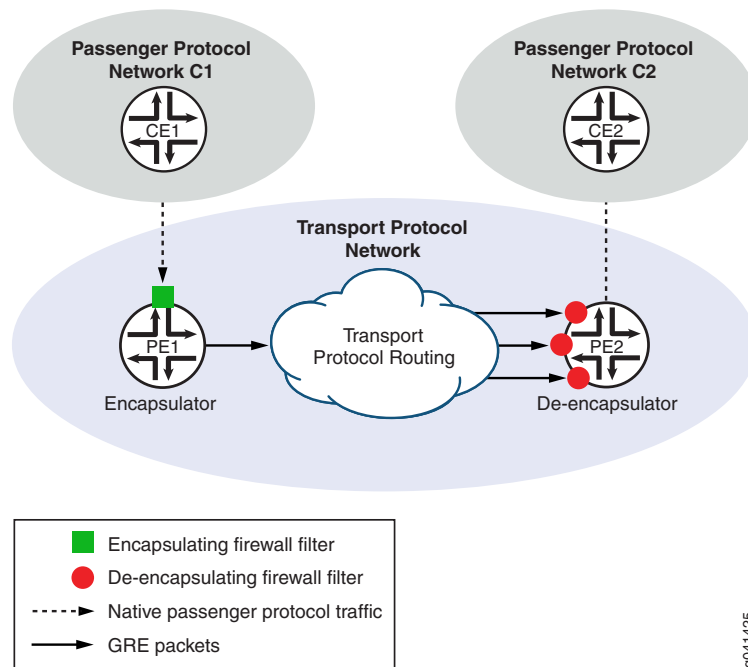 Passenger Protocol
Network C1
CE1
Passenger Protocol
Network C2
CE2
Transport Protocol
Network
PE1
Encapsulator
Transport
Protocol Routing
PE2
De-encapsulator
Encapsulating firewall filter
De-encapsulating firewall filter
Native passenger protocol traffic
GRE packets